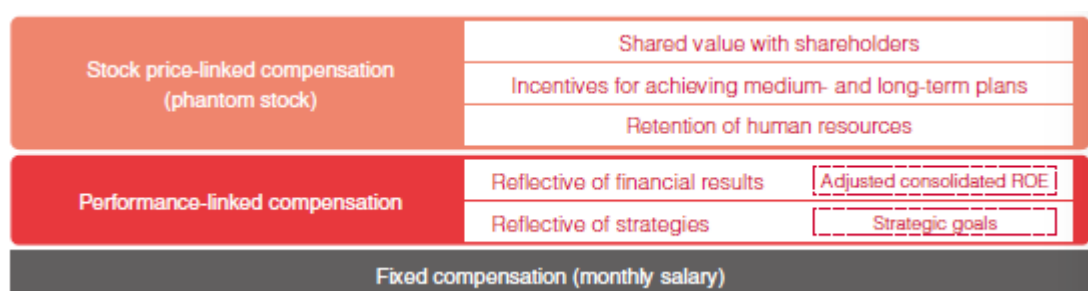 Stock price-linked compensation
(phantom stock)
Shared value with shareholders
Incentives for achieving medium- and long-term plans
Retention of human resources
Performance-linked compensation
Reflective of financial results Adjusted consolidated ROE
Reflective of strategies Strategic goals
Fixed compensation (monthly salary)